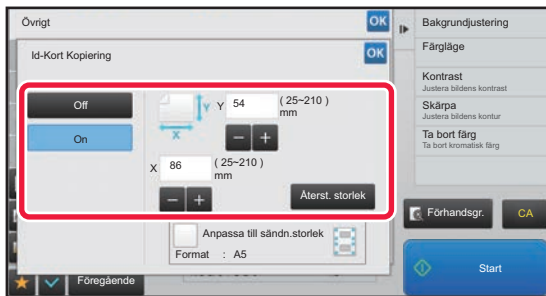 Övrigt
OK
Id-Kort Kopiering
OK
Off
On
Y
X
Y
54
( 25~210 )
mm
X
86
( 25~210 )
mm
Återst. storlek
Anpassa till sändn.storlek
Format : A5
Föregående
Bakgrundjustering
Färgläge
Kontrast
Justera bildens kontrast
Skärpa
Justera bildens kontur
Ta bort färg
Ta bort kromatisk färg
Förhandsgr.
CA
Start